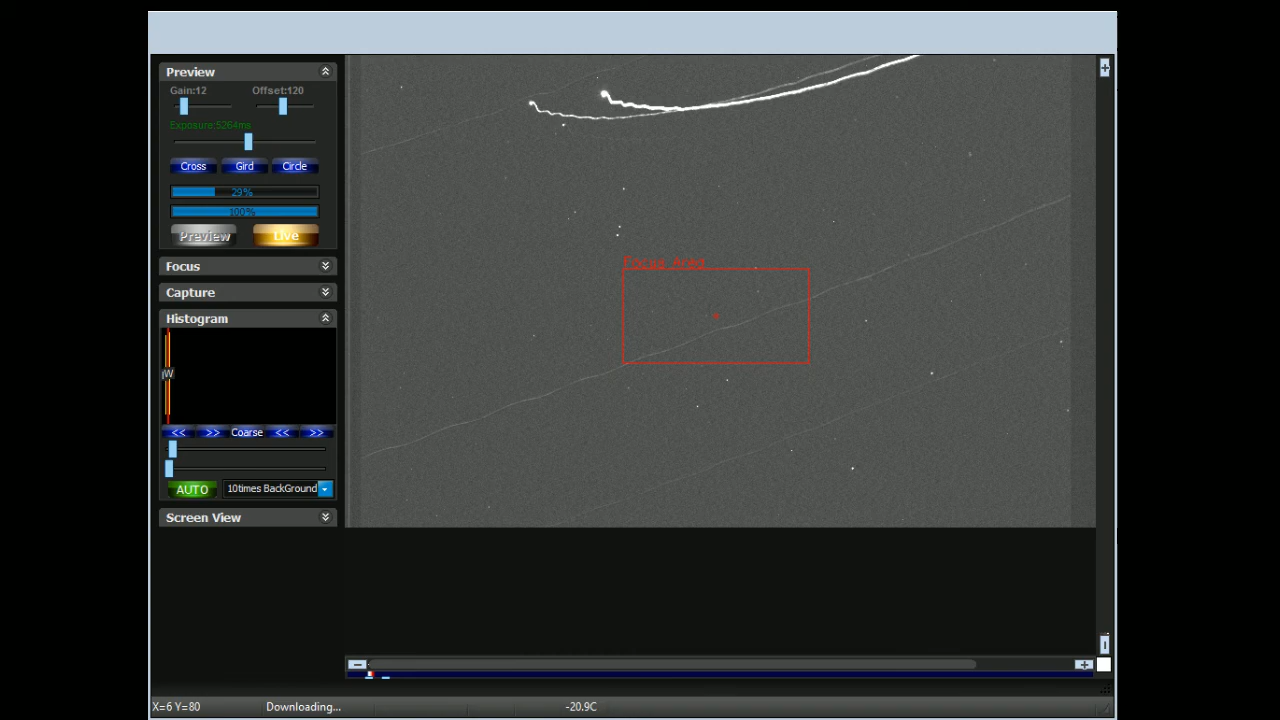 Preview
Gain:12 Offset:120
Exposure:5264ms
Cross Gird Circle
29%
100%
Preview Live
Focus
Capture
Histogram
<< >> Coarse << >>
AUTO 10times BackGround
Screen View
Focus Area
X=6 Y=80 Downloading... -20.9C